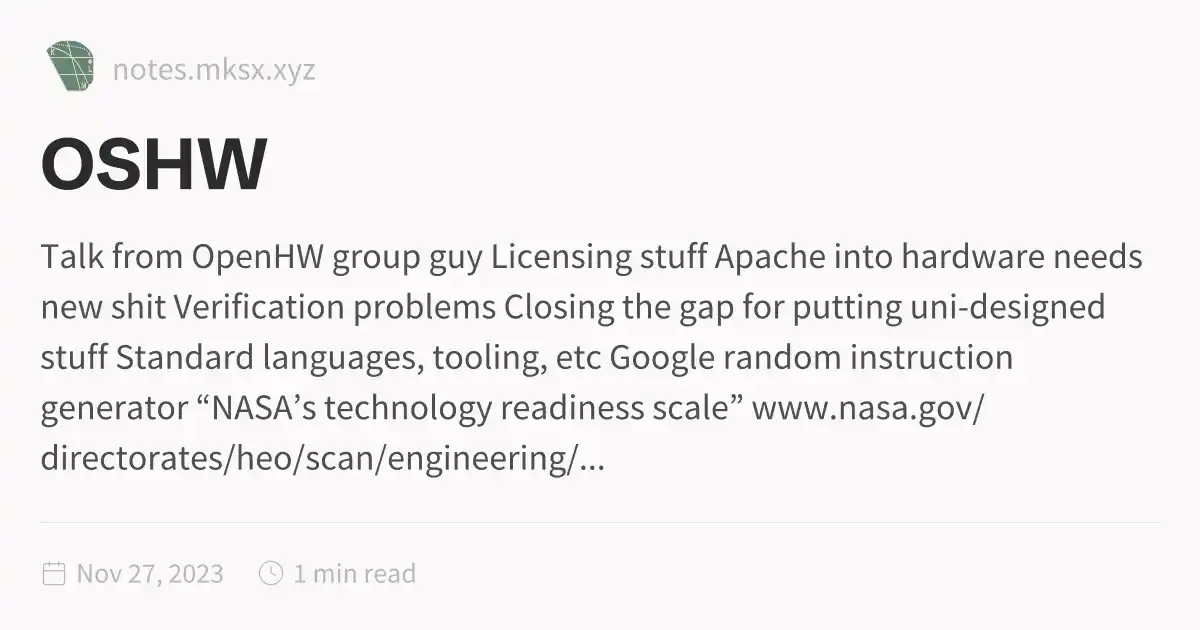 notes.mksx.xyz
OSHW
Talk from OpenHW group guy Licensing stuff Apache into hardware needs
new shit Verification problems Closing the gap for putting uni-designed
stuff Standard languages, tooling, etc Google random instruction
generator “NASA’s technology readiness scale” www.nasa.gov/
directorates/heo/scan/engineering/...
Nov 27, 2023 1 min read